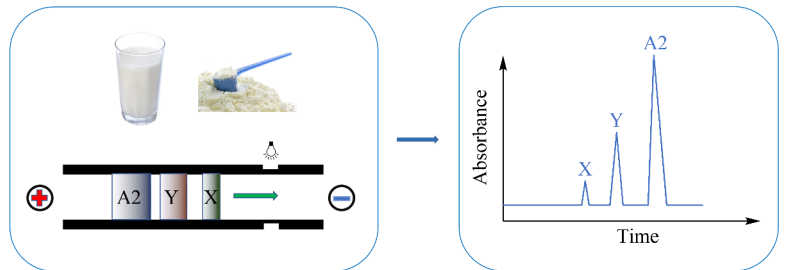 A2 Y X
A2
Y
X
Absorbance
Time